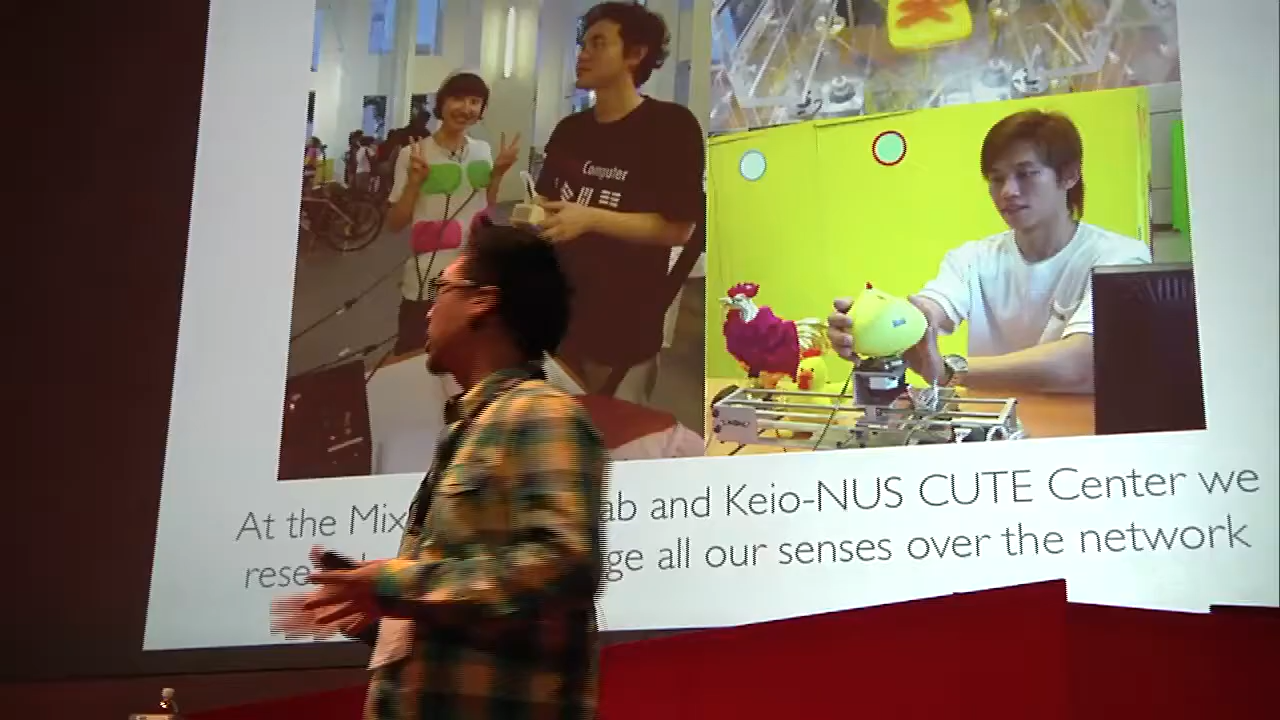 Computer
At the Mix ab and Keio-NUS CUTE Center we
rese ge all our senses over the network